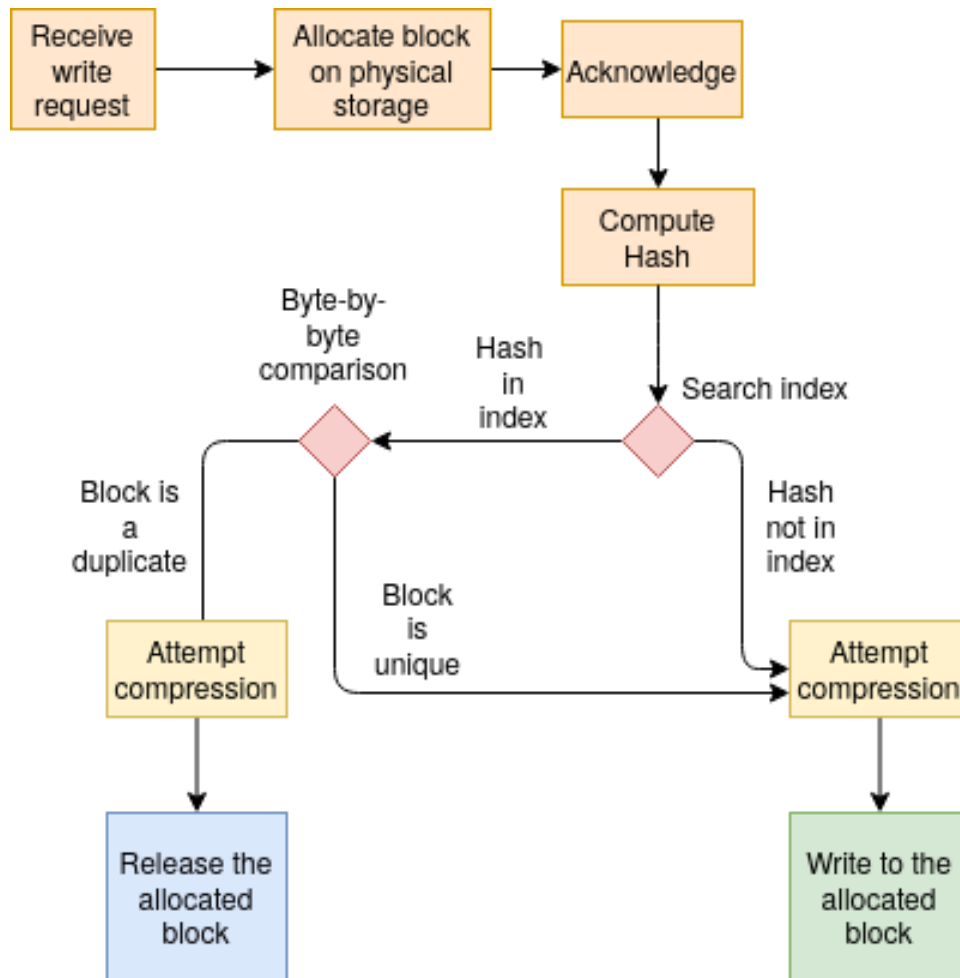 Receive
write
request
Allocate block
on physical
storage
Acknowledge
Compute
Hash
Byte-by-
byte
comparison
Hash
in
index
Search index
Block is
a
duplicate
Hash
not in
index
Block
is
unique
Attempt
compression
Attempt
compression
Release the
allocated
block
Write to the
allocated
block